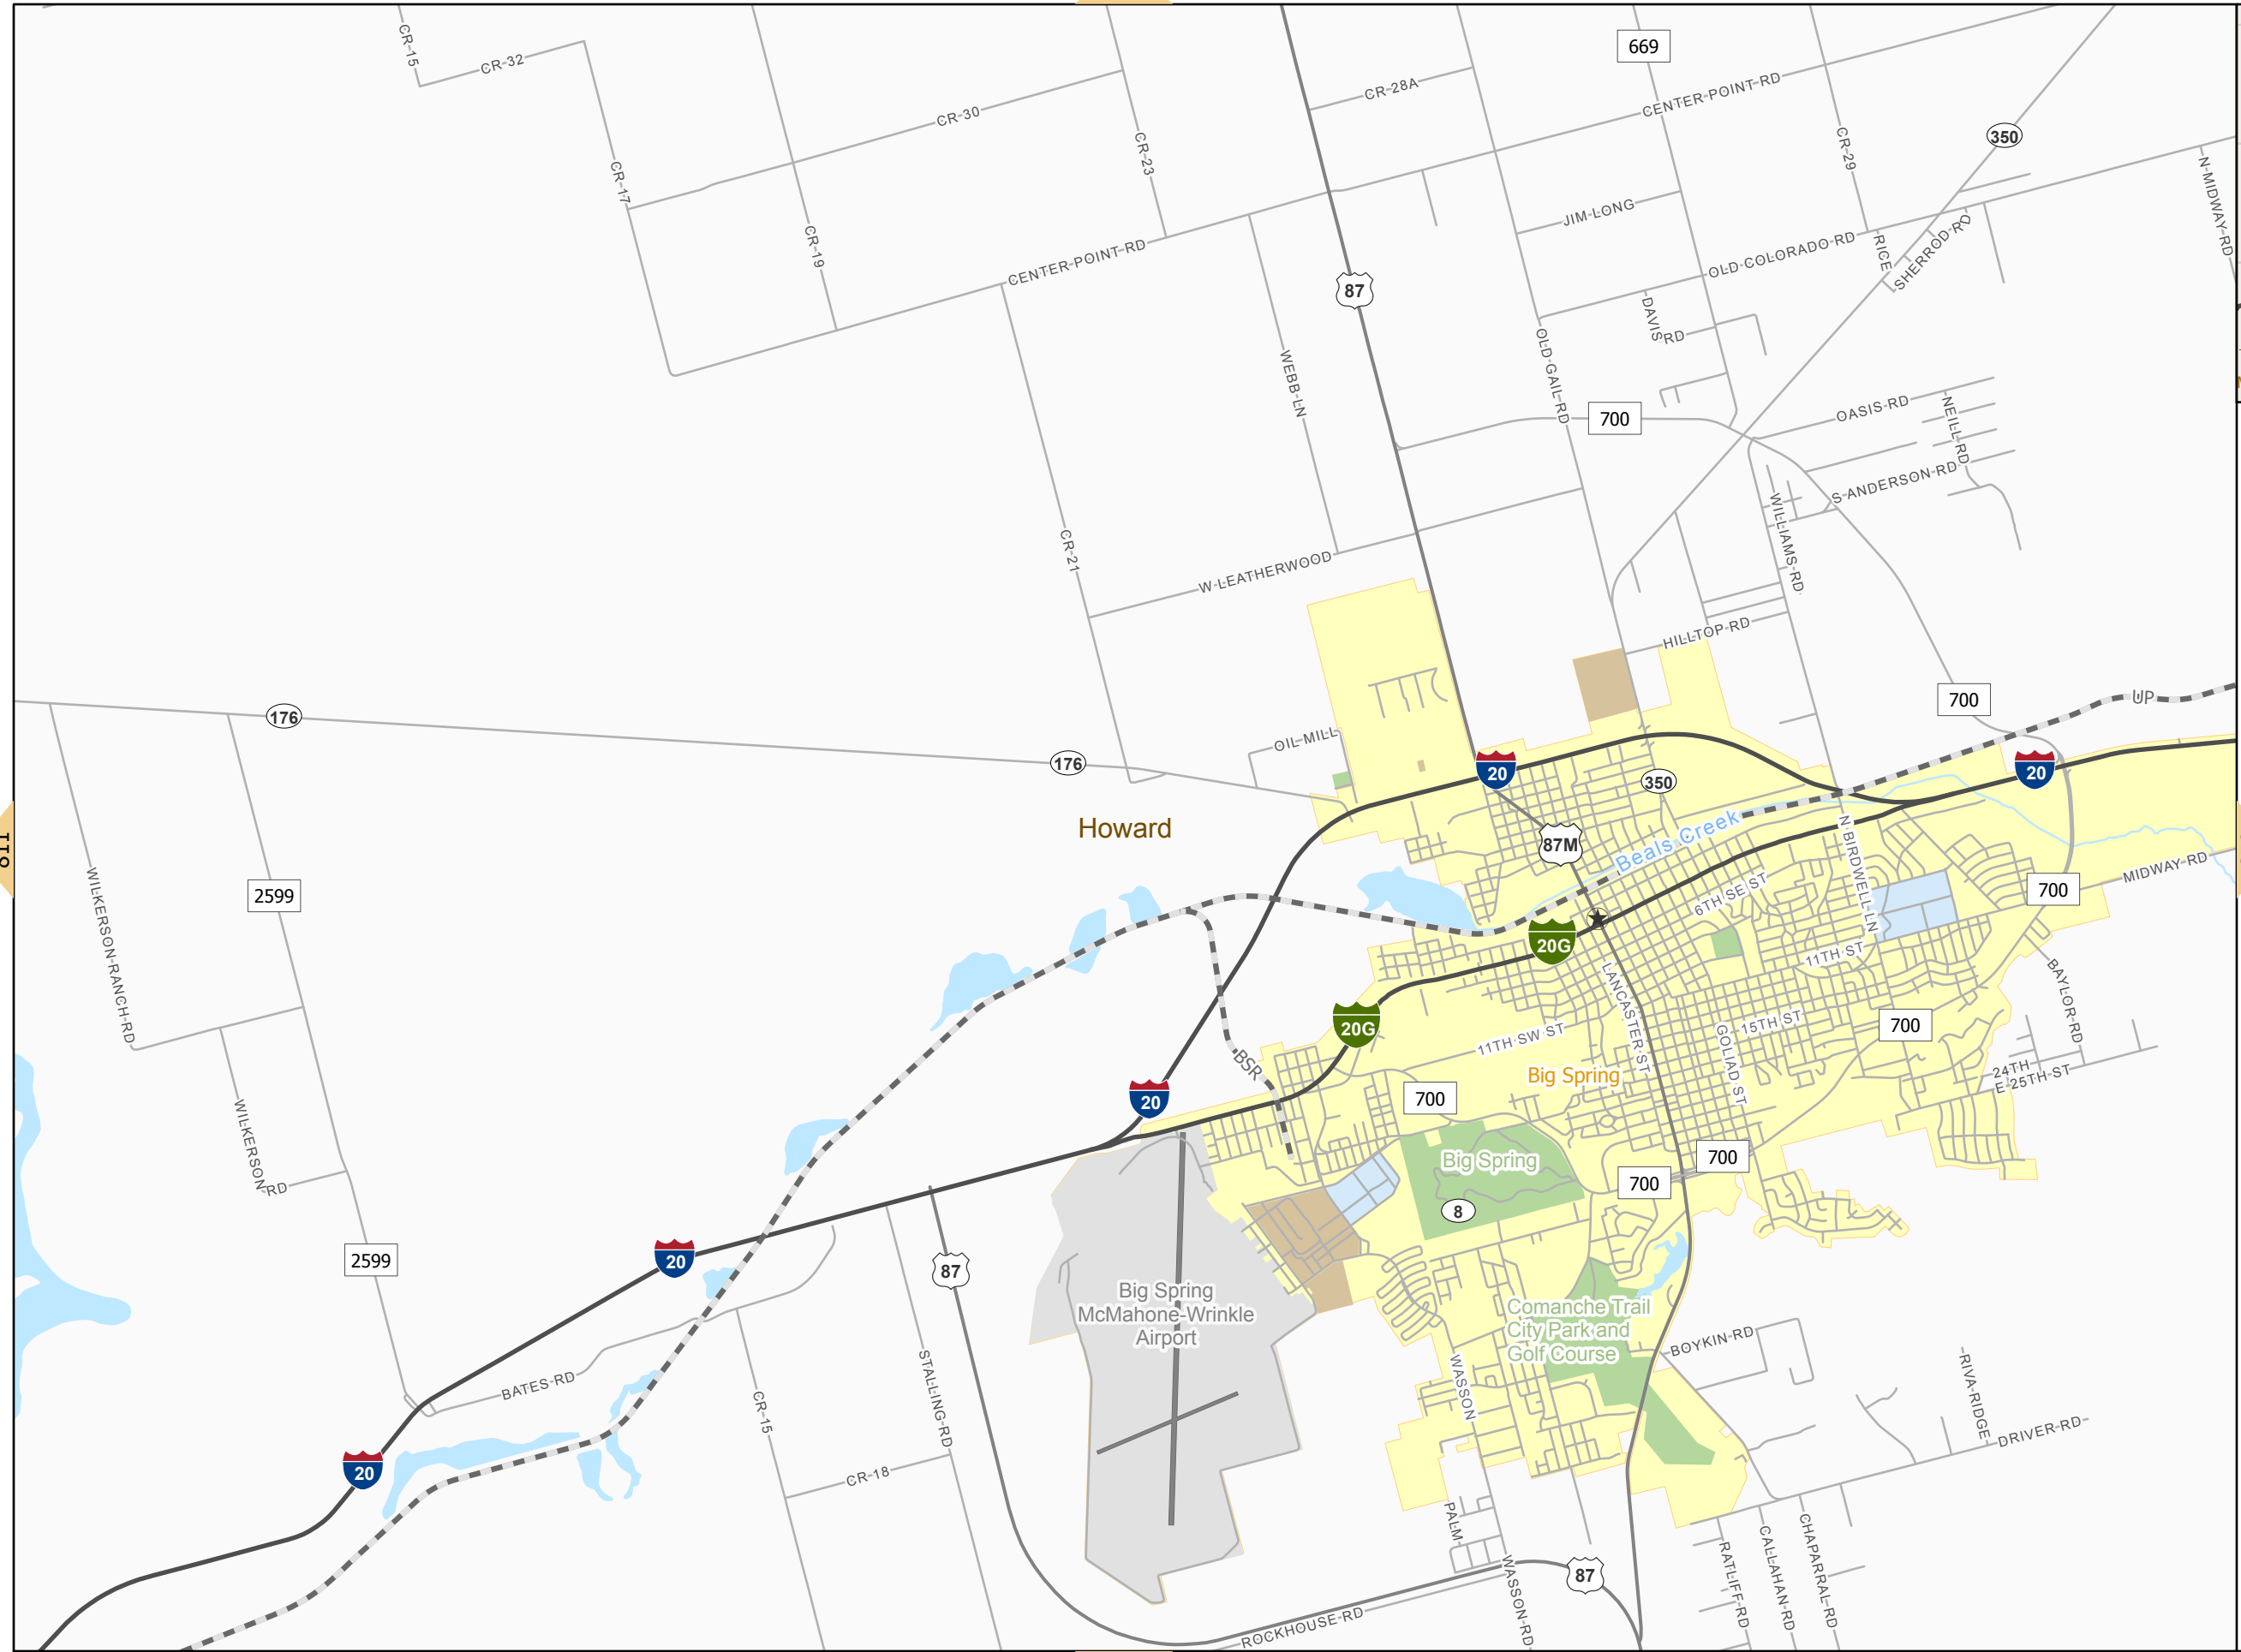 CR 15
CR 32
CR 30
CR 23
CR 28A
669
CENTER POINT RD
350
CR 29
N MIDWAY RD
CR 17
CR 19
CENTER POINT RD
JIM LONG
OLD COLORADO RD
RICE
SHERROD RD
87
DAVIS
RD
OLD GAIL RD
WEBB LN
700
OASIS RD
NEILL RD
S ANDERSON RD
WILLIAMS RD
CR 21
W LEATHERWOOD
HILLTOP RD
176
176
OIL MILL
700
UP
20
350
20
Howard
87M
Beals Creek
N BIRDWELL LN
811
WILKERSON RANCH RD
2599
6TH SE ST
700
MIDWAY RD
20G
11TH ST
LANCASTER ST
BAYLOR RD
20G
11TH SW ST
15TH ST
GOLIAD ST
700
BSR
Big Spring
24TH
E 25TH ST
20
700
WILKERSON
RD
Big Spring
700
700
8
2599
20
87
Big Spring
McMahone-Wrinkle
Airport
Comanche Trail
City Park and
Golf Course
BOYKIN RD
BATES RD
STALLING RD
WASSON
RIVA RIDGE
CR 15
DRIVER RD
20
CR 18
PALM
87
WASSON RD
RATLIFF RD
CALLAHAN RD
CHAPARRAL RD
ROCKHOUSE RD